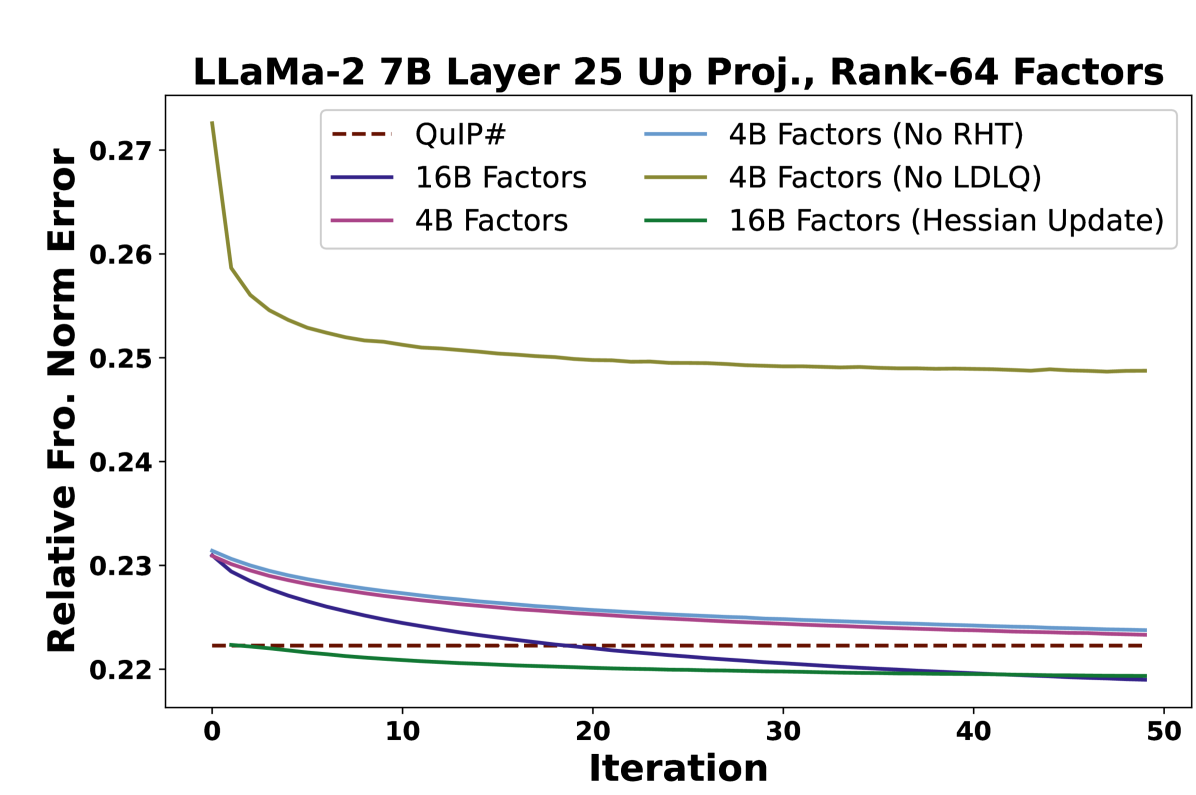 LLaMa-2 7B Layer 25 Up Proj., Rank-64 Factors
QuIP#
16B Factors
4B Factors
4B Factors (No RHT)
4B Factors (No LDLQ)
16B Factors (Hessian Update)
Relative Fro. Norm Error
0.27
0.26
0.25
0.24
0.23
0.22
0 10 20 30 40 50
Iteration